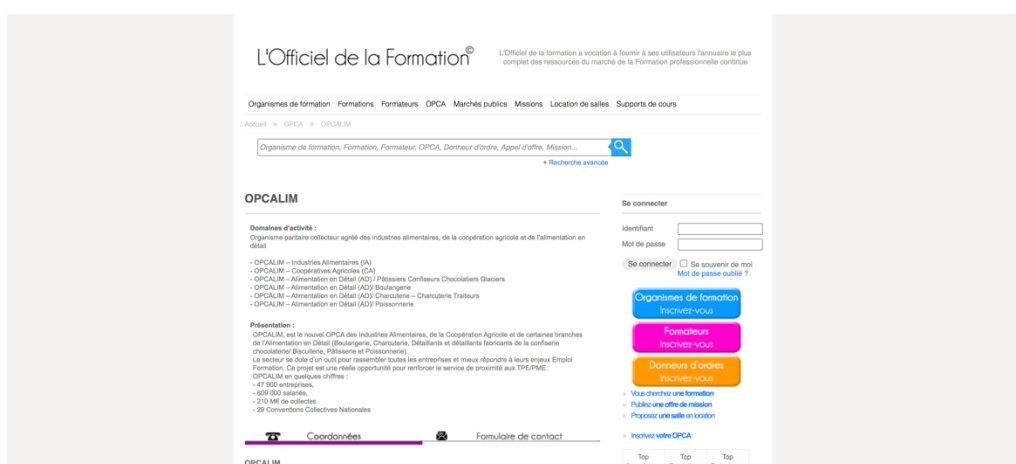 L'Officiel de la Formation©
L'Officiel de la formation a vocation à fournir à ses utilisateurs l'annuaire le plus
complet des ressources du marché de la Formation professionnelle continue
Organismes de formation Formations Formateurs OPCA Marchés publics Missions Location de salles Supports de cours
Accueil » OPCA » OPCALIM
Organisme de formation, Formation, Formateur, OPCA, Donneur d'ordre, Appel d'offre, Mission...
+ Recherche avancée
OPCALIM
Domaines d'activité :
Organisme paritaire collecteur agréé des industries alimentaires, de la coopération agricole et de l'alimentation en
détail
- OPCALIM – Industries Alimentaires (IA)
- OPCALIM – Coopératives Agricoles (CA)
- OPCALIM – Alimentation en Détail (AD) / Pâtissiers Confiseurs Chocolatiers Glaciers
- OPCALIM – Alimentation en Détail (AD)/ Boulangerie
- OPCALIM – Alimentation en Détail (AD)/ Charcuterie – Charcuterie Traiteurs
- OPCALIM – Alimentation en Détail (AD)/ Poissonnerie
Présentation :
OPCALIM, est le nouvel OPCA des Industries Alimentaires, de la Coopération Agricole et de certaines branches
de l'Alimentation en Détail (Boulangerie, Charcuterie, Détaillants et détaillants fabricants de la confiserie
chocolaterie/ Biscuiterie, Pâtisserie et Poissonnerie).
Le secteur se dote d'un outil pour rassembler toutes les entreprises et mieux répondre à leurs enjeux Emploi
Formation. Ce projet est une réelle opportunité pour renforcer le service de proximité aux TPE/PME.
OPCALIM en quelques chiffres :
- 47 900 entreprises,
- 609 000 salariés,
- 210 M€ de collectes
- 29 Conventions Collectives Nationales
Coordonnées
Formulaire de contact
OPCALIM
Se connecter
Identifiant
Mot de passe
Se connecter Se souvenir de moi
Mot de passe oublié ?
Organismes de formation
Inscrivez-vous
Formateurs
Inscrivez-vous
Donneurs d'ordres
Inscrivez-vous
» Vous cherchez une formation
» Publiez une offre de mission
» Proposez une salle en location
» Inscrivez votre OPCA
Top Top Top